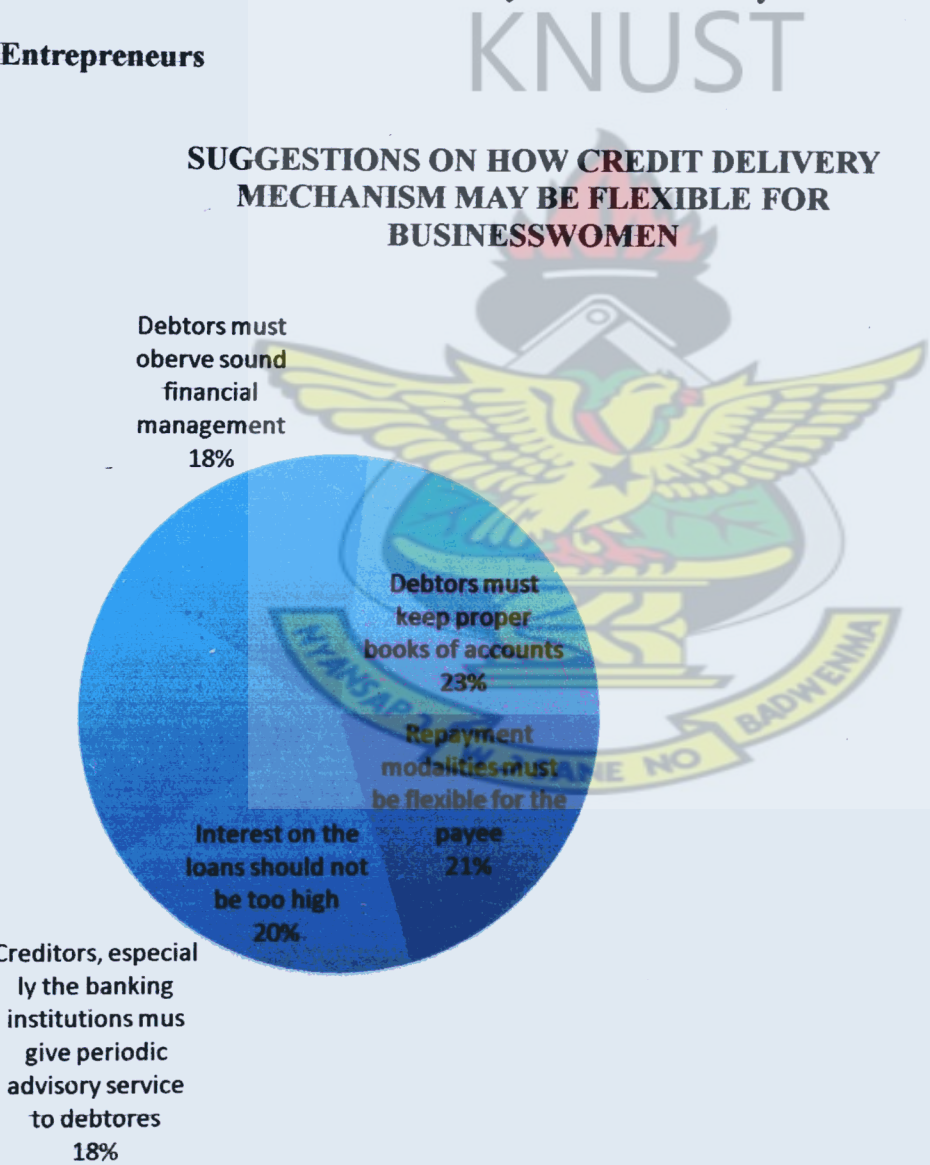 KNUST
Entrepreneurs
SUGGESTIONS ON HOW CREDIT DELIVERY
MECHANISM MAY BE FLEXIBLE FOR
BUSINESSWOMEN
Debtors must
oberve sound
financial
management
18%
Debtors must
keep proper
books of accounts
23%
Repayment
modalities must
be flexible for the
payee
21%
Interest on the
loans should not
be too high
20%
Creditors, especial
ly the banking
institutions mus
give periodic
advisory service
to debtores
18%
NYANSAPO
ANE NO BADWENMA